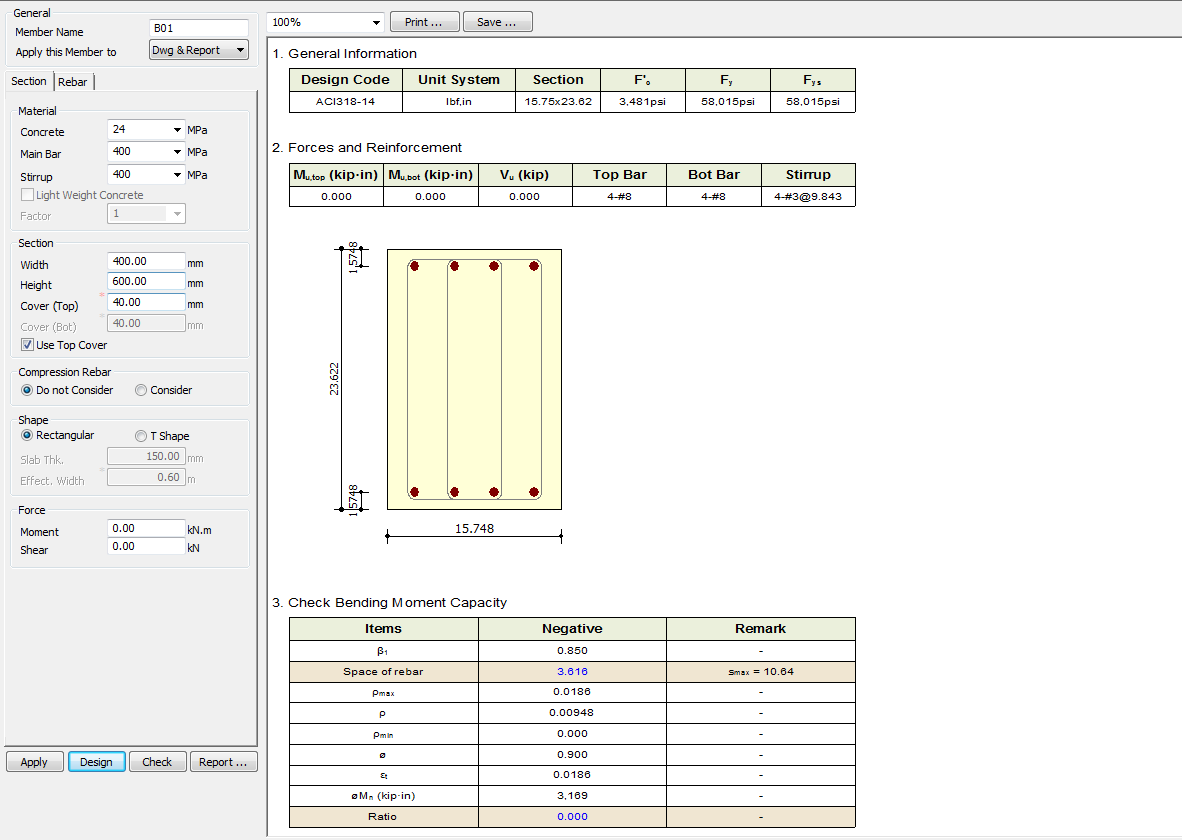 General
Member Name B01
Apply this Member to Dwg & Report
Section Rebar
Material
Concrete 24 MPa
Main Bar 400 MPa
Stirrup 400 MPa
Light Weight Concrete
Factor 1
Section
Width 400.00 mm
Height 600.00 mm
Cover (Top) 40.00 mm
Cover (Bot) 40.00 mm
Use Top Cover
Compression Rebar
Do not Consider Consider
Shape
Rectangular T Shape
Slab Thk. 150.00 mm
Effect. Width 0.60 m
Force
Moment 0.00 kN.m
Shear 0.00 kN
Apply Design Check Report ...
100% Print ... Save ...
1. General Information
Design Code Unit System Section F'c Fy Fys
ACI318-14 lbf,in 15.75x23.62 3,481psi 58,015psi 58,015psi
2. Forces and Reinforcement
Mu,top (kip·in) Mu,bot (kip·in) Vu (kip) Top Bar Bot Bar Stirrup
0.000 0.000 0.000 4-#8 4-#8 4-#3@9.843
1.5748
23.622
1.5748
15.748
3. Check Bending Moment Capacity
Items Negative Remark
β1 0.850 -
Space of rebar 3.616 smax = 10.64
ρmax 0.0186 -
ρ 0.00948 -
ρmin 0.000 -
ø 0.900 -
εt 0.0186 -
øMn (kip·in) 3,169 -
Ratio 0.000 -